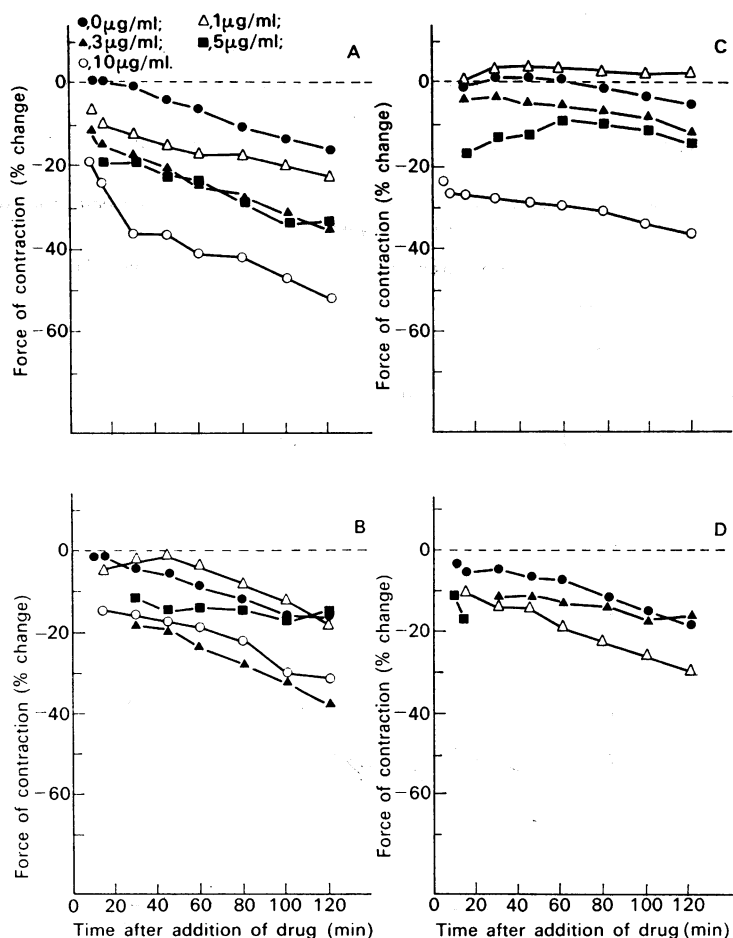 ●,0μg/ml; △,1μg/ml;
▲,3μg/ml; ■,5μg/ml;
○,10μg/ml.
A
0
−20
−40
−60
Force of contraction (% change)
C
0
−20
−40
−60
Force of contraction (% change)
B
0
−20
−40
−60
Force of contraction (% change)
0 20 40 60 80 100 120
Time after addition of drug (min)
D
0
−20
−40
−60
Force of contraction (% change)
0 20 40 60 80 100 120
Time after addition of drug (min)